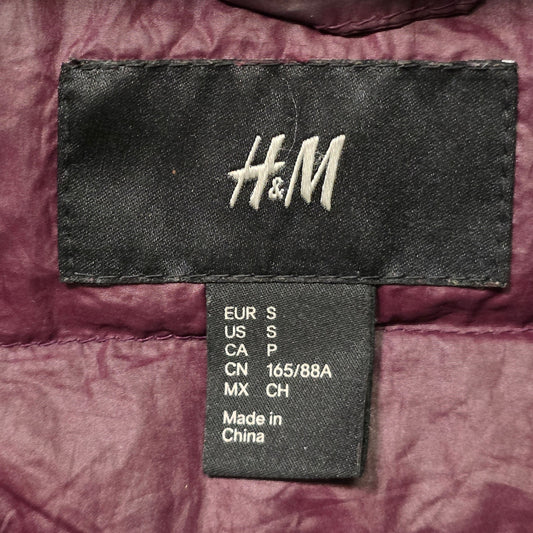 H&M
EUR S
US S
CA P
CN 165/88A
MX CH
Made in
China